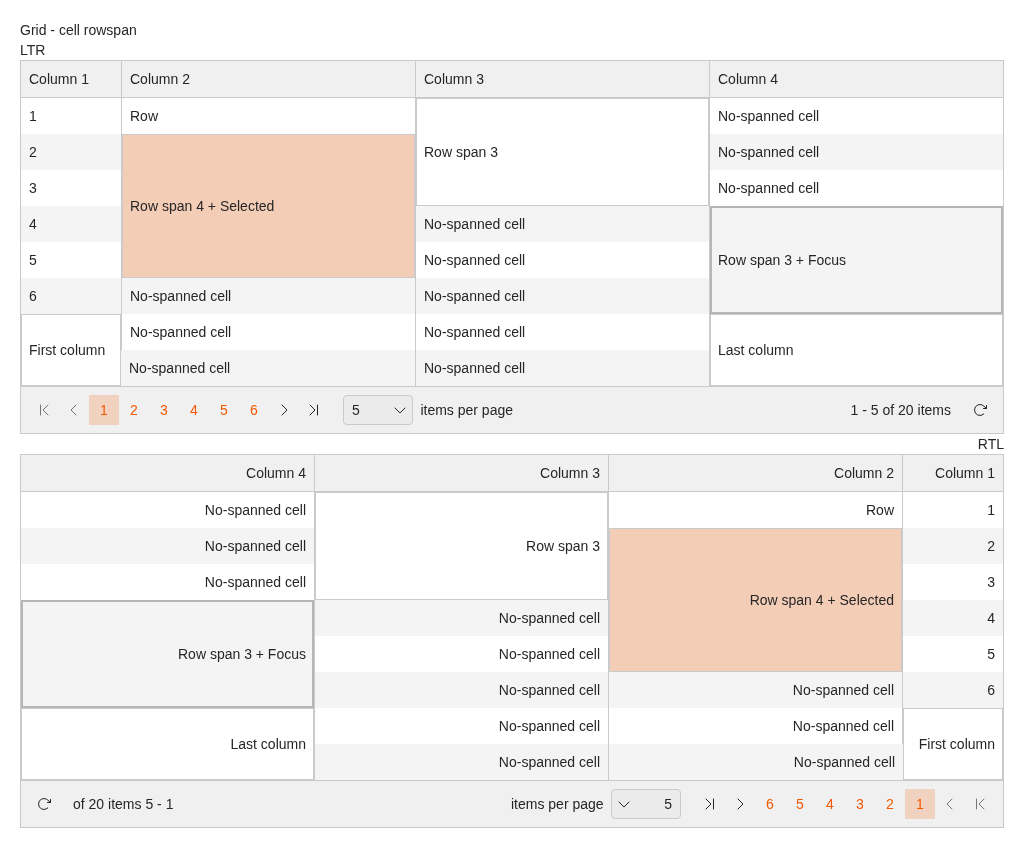 Grid - cell rowspan
LTR
Column 1 Column 2 Column 3 Column 4
1 Row No-spanned cell
2 Row span 3 No-spanned cell
3 No-spanned cell
Row span 4 + Selected
4 No-spanned cell
5 No-spanned cell Row span 3 + Focus
6 No-spanned cell No-spanned cell
No-spanned cell No-spanned cell
First column Last column
No-spanned cell No-spanned cell
1 2 3 4 5 6 5 items per page 1 - 5 of 20 items
RTL
Column 4 Column 3 Column 2 Column 1
No-spanned cell Row 1
No-spanned cell Row span 3 2
No-spanned cell 3
Row span 4 + Selected
No-spanned cell 4
Row span 3 + Focus No-spanned cell 5
No-spanned cell No-spanned cell 6
No-spanned cell No-spanned cell
Last column First column
No-spanned cell No-spanned cell
of 20 items 5 - 1 items per page 5 6 5 4 3 2 1